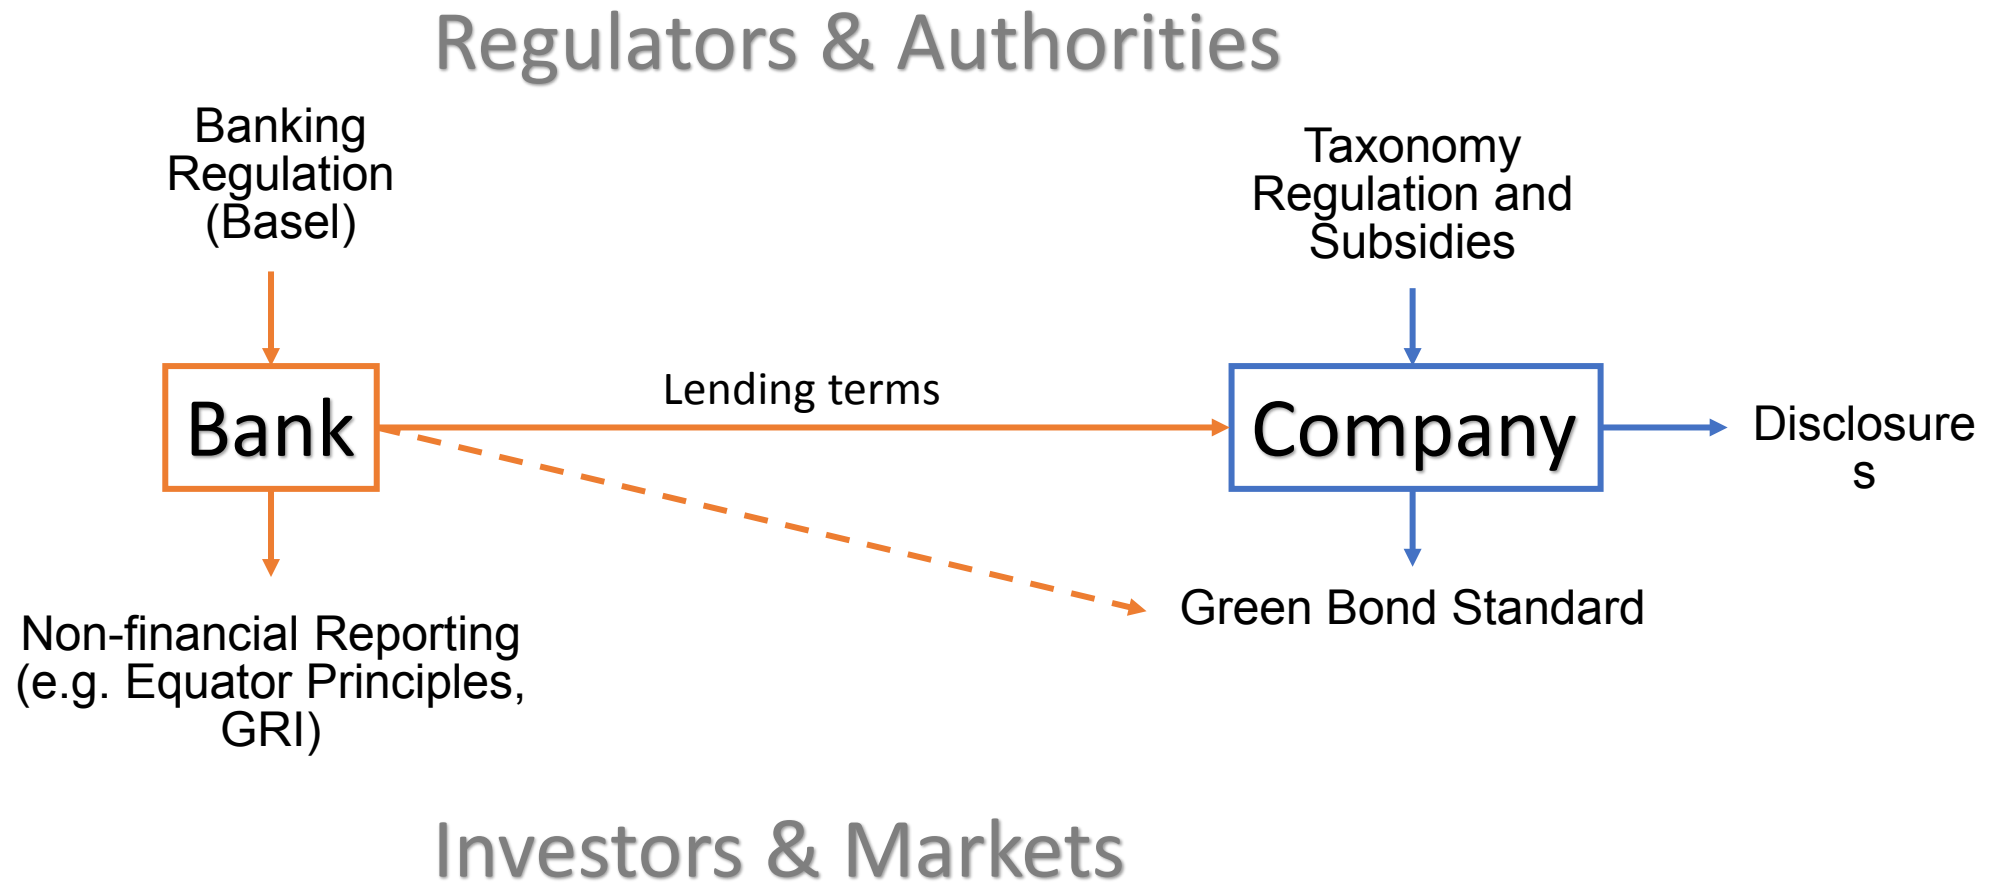 Regulators & Authorities
Banking
Regulation
(Basel)
Taxonomy
Regulation and
Subsidies
Bank
Lending terms
Company
Disclosure
s
Green Bond Standard
Non-financial Reporting
(e.g. Equator Principles,
GRI)
Investors & Markets